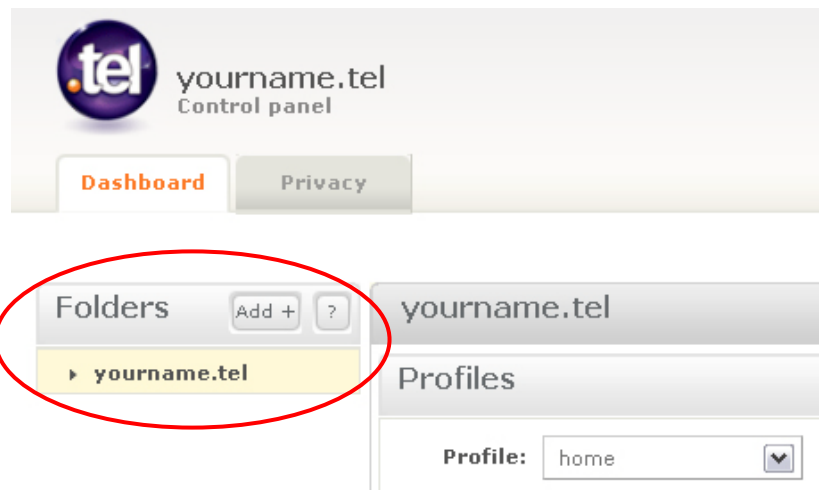 .tel
yourname.tel
Control panel
Dashboard Privacy
Folders Add + ?
yourname.tel
yourname.tel
Profiles
Profile: home